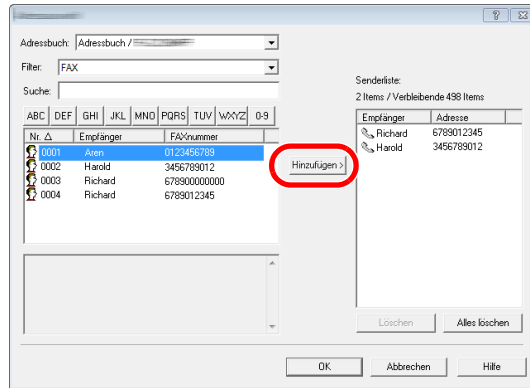 Adressbuch: Adressbuch /
Filter: FAX
Suche:
ABC DEF GHI JKL MNO PQRS TUV WXYZ 0-9
Nr. △ Empfänger FAXnummer
0001 Aren 0123456789
0002 Harold 3456789012
0003 Richard 678900000000
0004 Richard 6789012345
Hinzufügen >
Senderliste:
2 Items / Verbleibende 498 Items
Empfänger Adresse
Richard 6789012345
Harold 3456789012
Löschen Alles löschen
OK Abbrechen Hilfe